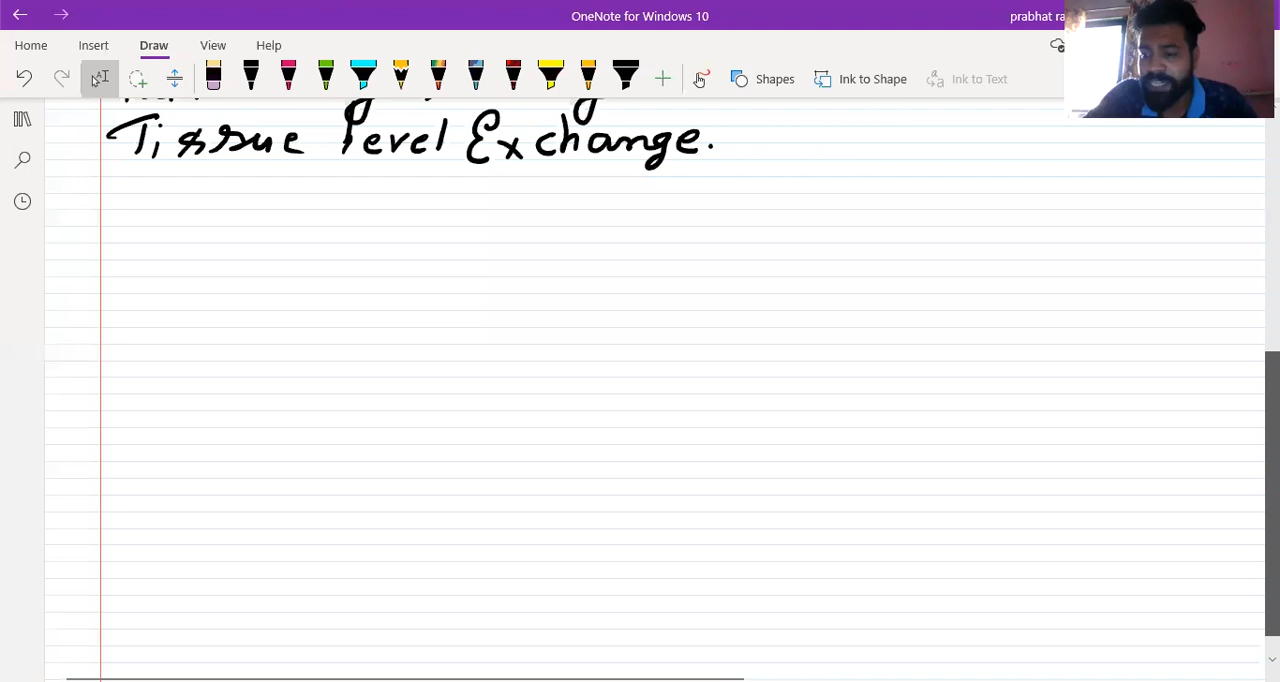 OneNote for Windows 10
prabhat ra
Home Insert Draw View Help
Shapes Ink to Shape Ink to Text
Tissue level Exchange.